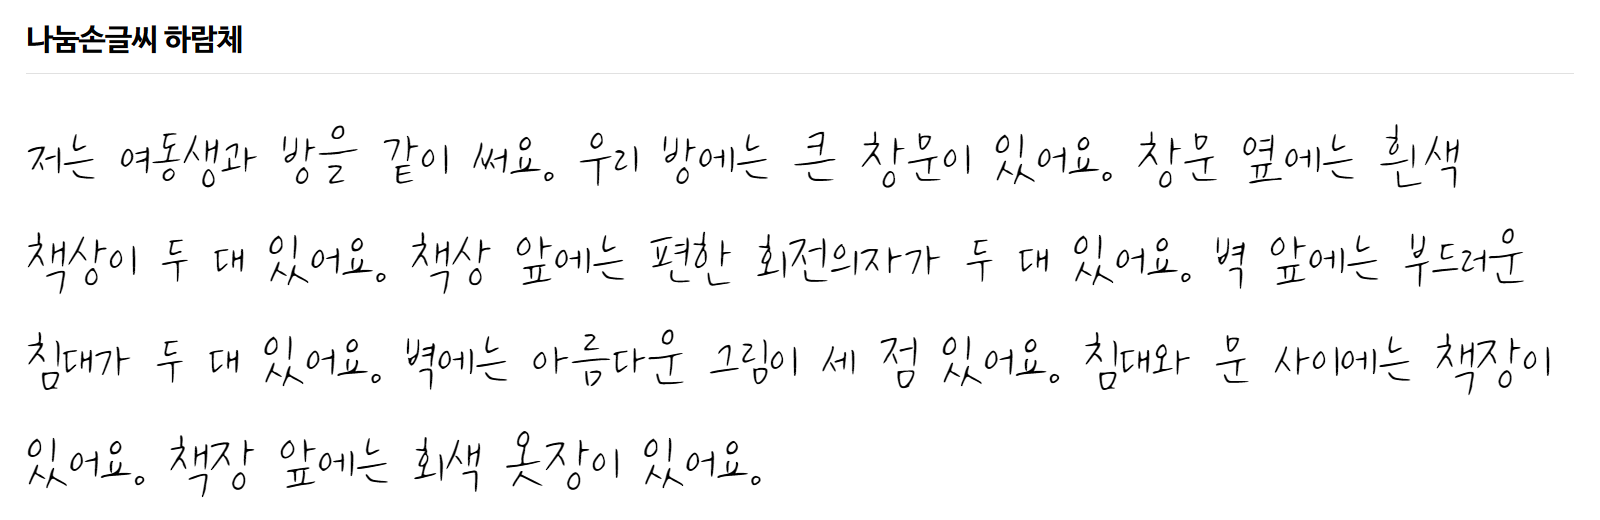 나눔손글씨 하람체
저는 여동생과 방을 같이 써요. 우리 방에는 큰 창문이 있어요. 창문 옆에는 흰색
책상이 두 대 있어요. 책상 앞에는 편한 회전의자가 두 대 있어요. 벽 앞에는 부드러운
침대가 두 대 있어요. 벽에는 아름다운 그림이 세 점 있어요. 침대와 문 사이에는 책장이
있어요. 책장 앞에는 회색 옷장이 있어요.